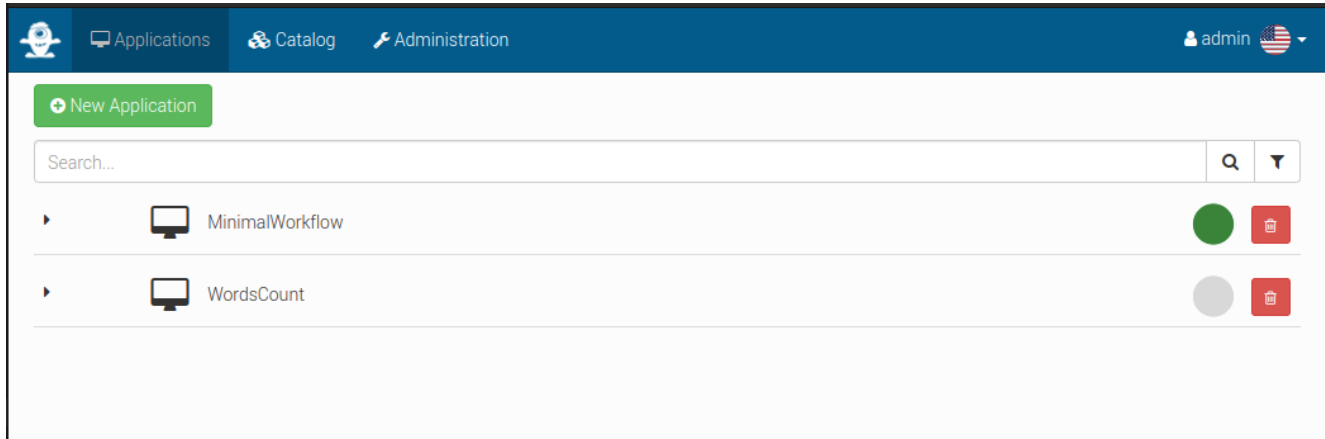 Applications Catalog Administration admin
New Application
Search...
MinimalWorkflow
WordsCount